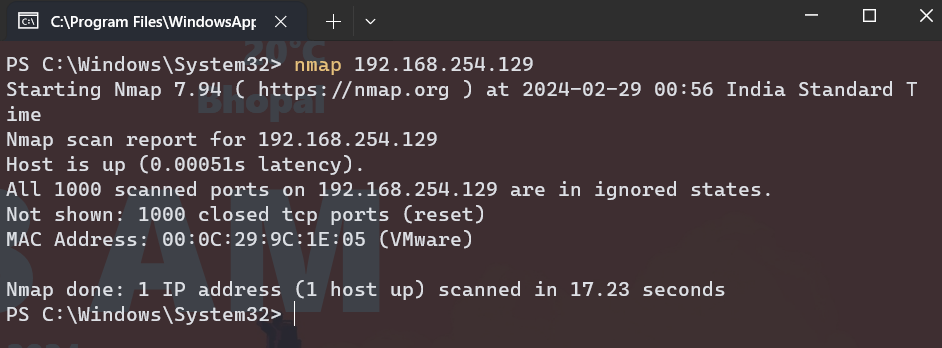 C:\Program Files\WindowsApp
20°C
PS C:\Windows\System32> nmap 192.168.254.129
Starting Nmap 7.94 ( https://nmap.org ) at 2024-02-29 00:56 India Standard T
ime
Bhopal
Nmap scan report for 192.168.254.129
Host is up (0.00051s latency).
All 1000 scanned ports on 192.168.254.129 are in ignored states.
Not shown: 1000 closed tcp ports (reset)
MAC Address: 00:0C:29:9C:1E:05 (VMware)
AM
Nmap done: 1 IP address (1 host up) scanned in 17.23 seconds
PS C:\Windows\System32>